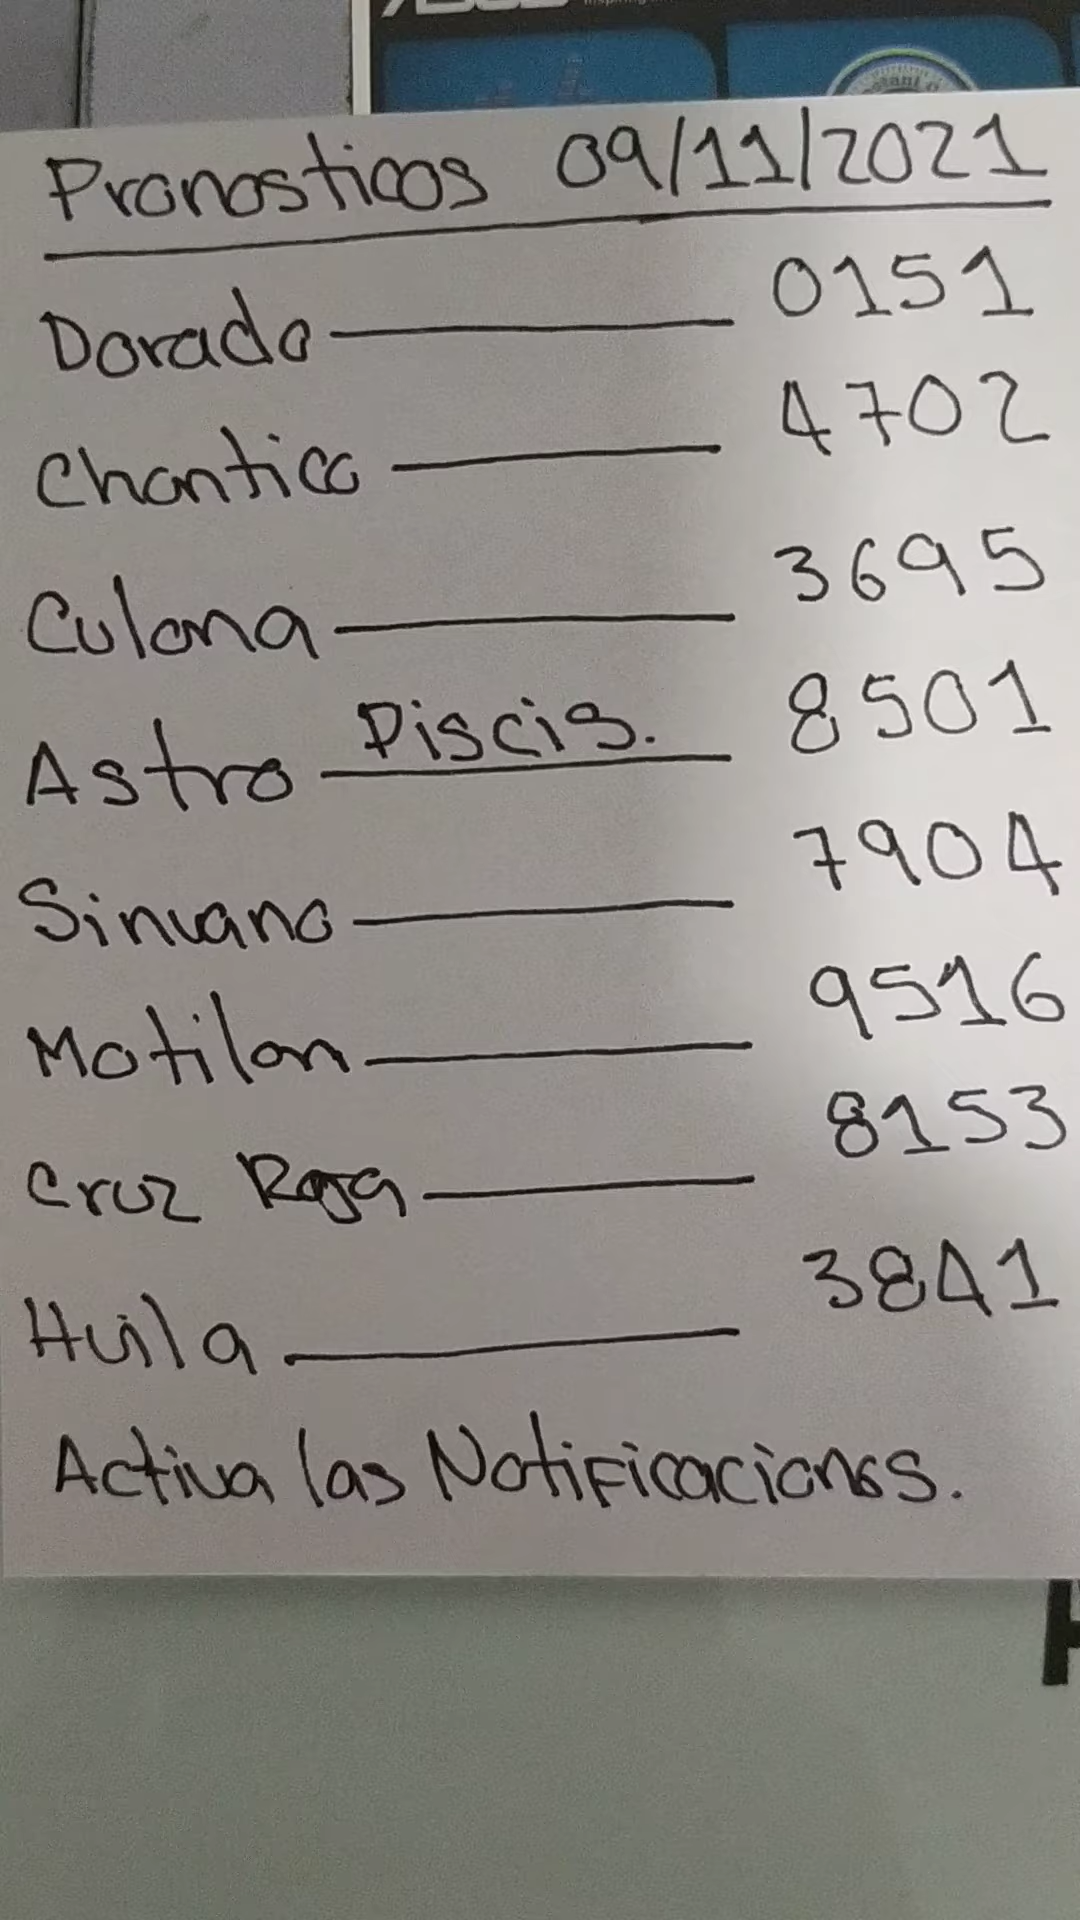 Pronosticos 09/11/2021
Dorado 0151
Chontico 4702
Culona 3695
Astro Piscis. 8501
Sinuano 7904
Motilon 9516
Cruz Roja 8153
Huila 3841
Activa las Notificaciones.